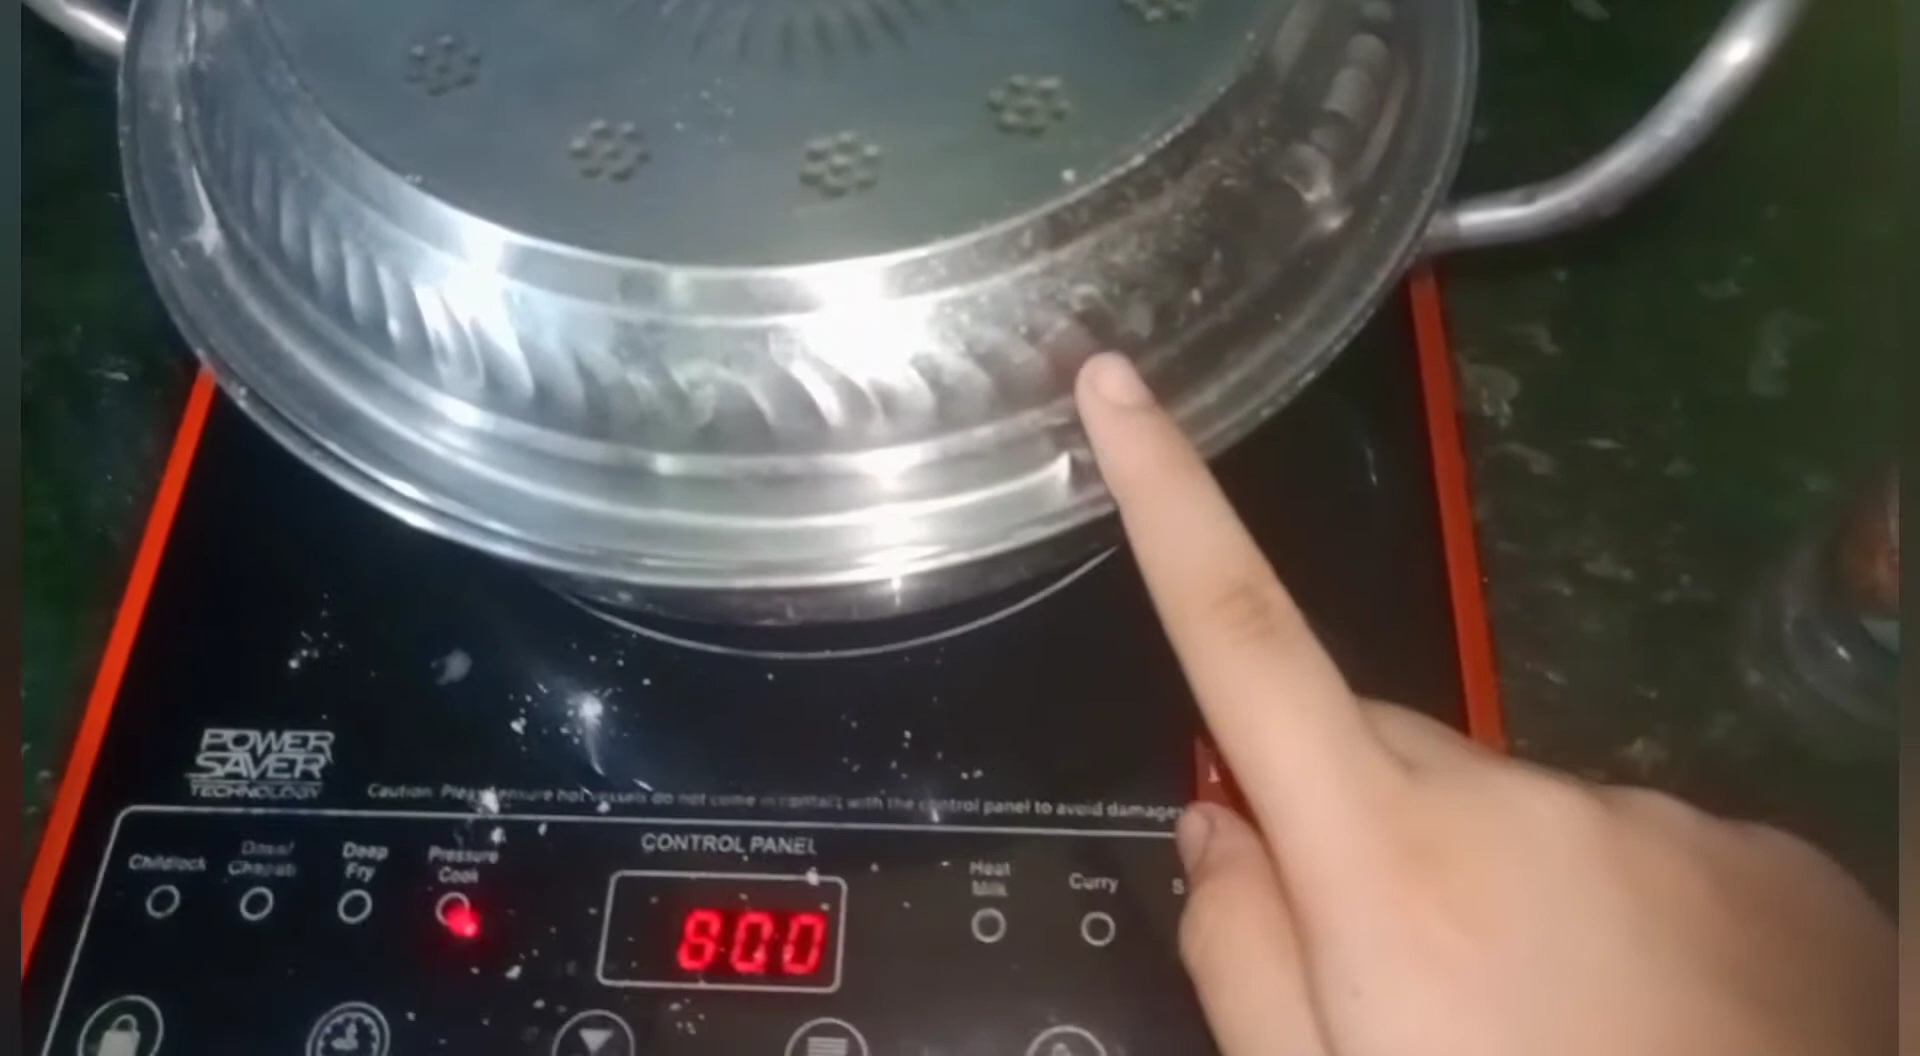 POWER
SAVER
TECHNOLOGY
Caution: Please ensure hot vessels do not come in contact with the control panel to avoid damages
CONTROL PANEL
Childlock
Dosa/
Chapati
Deep
Fry
Pressure
Cook
800
Heat
Milk
Curry
S